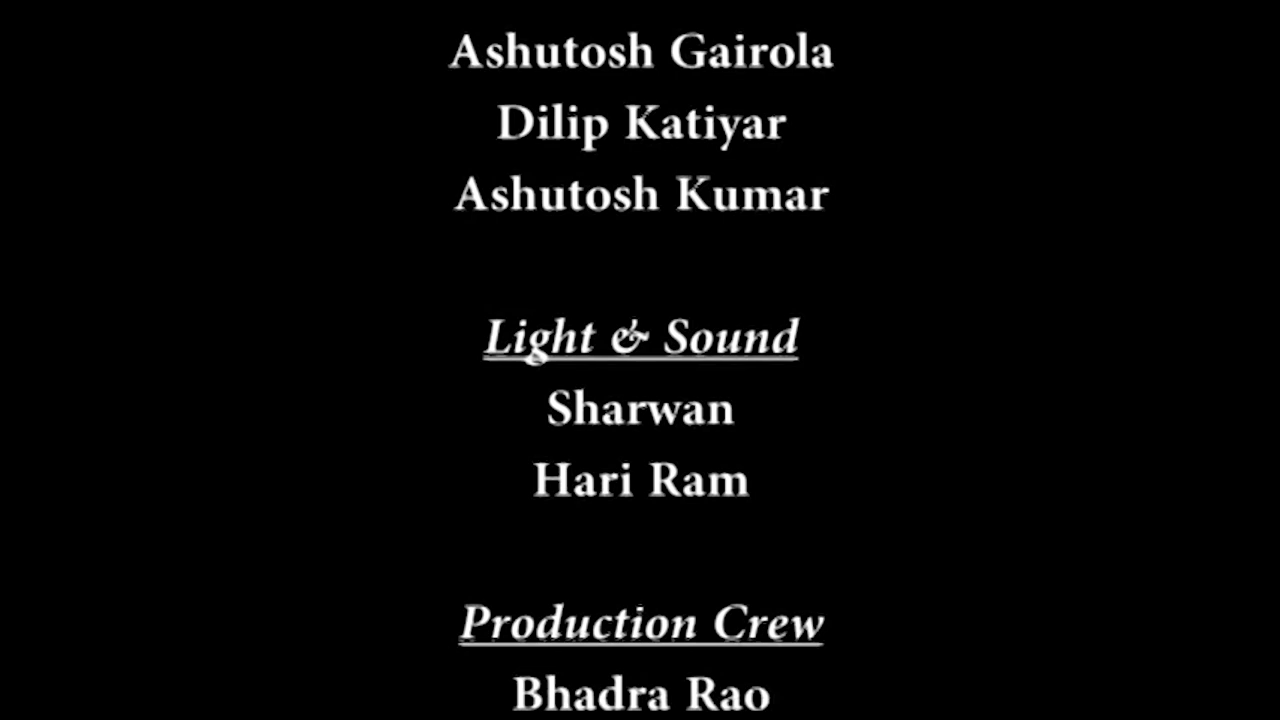 Ashutosh Gairola
Dilip Katiyar
Ashutosh Kumar
Light & Sound
Sharwan
Hari Ram
Production Crew
Bhadra Rao